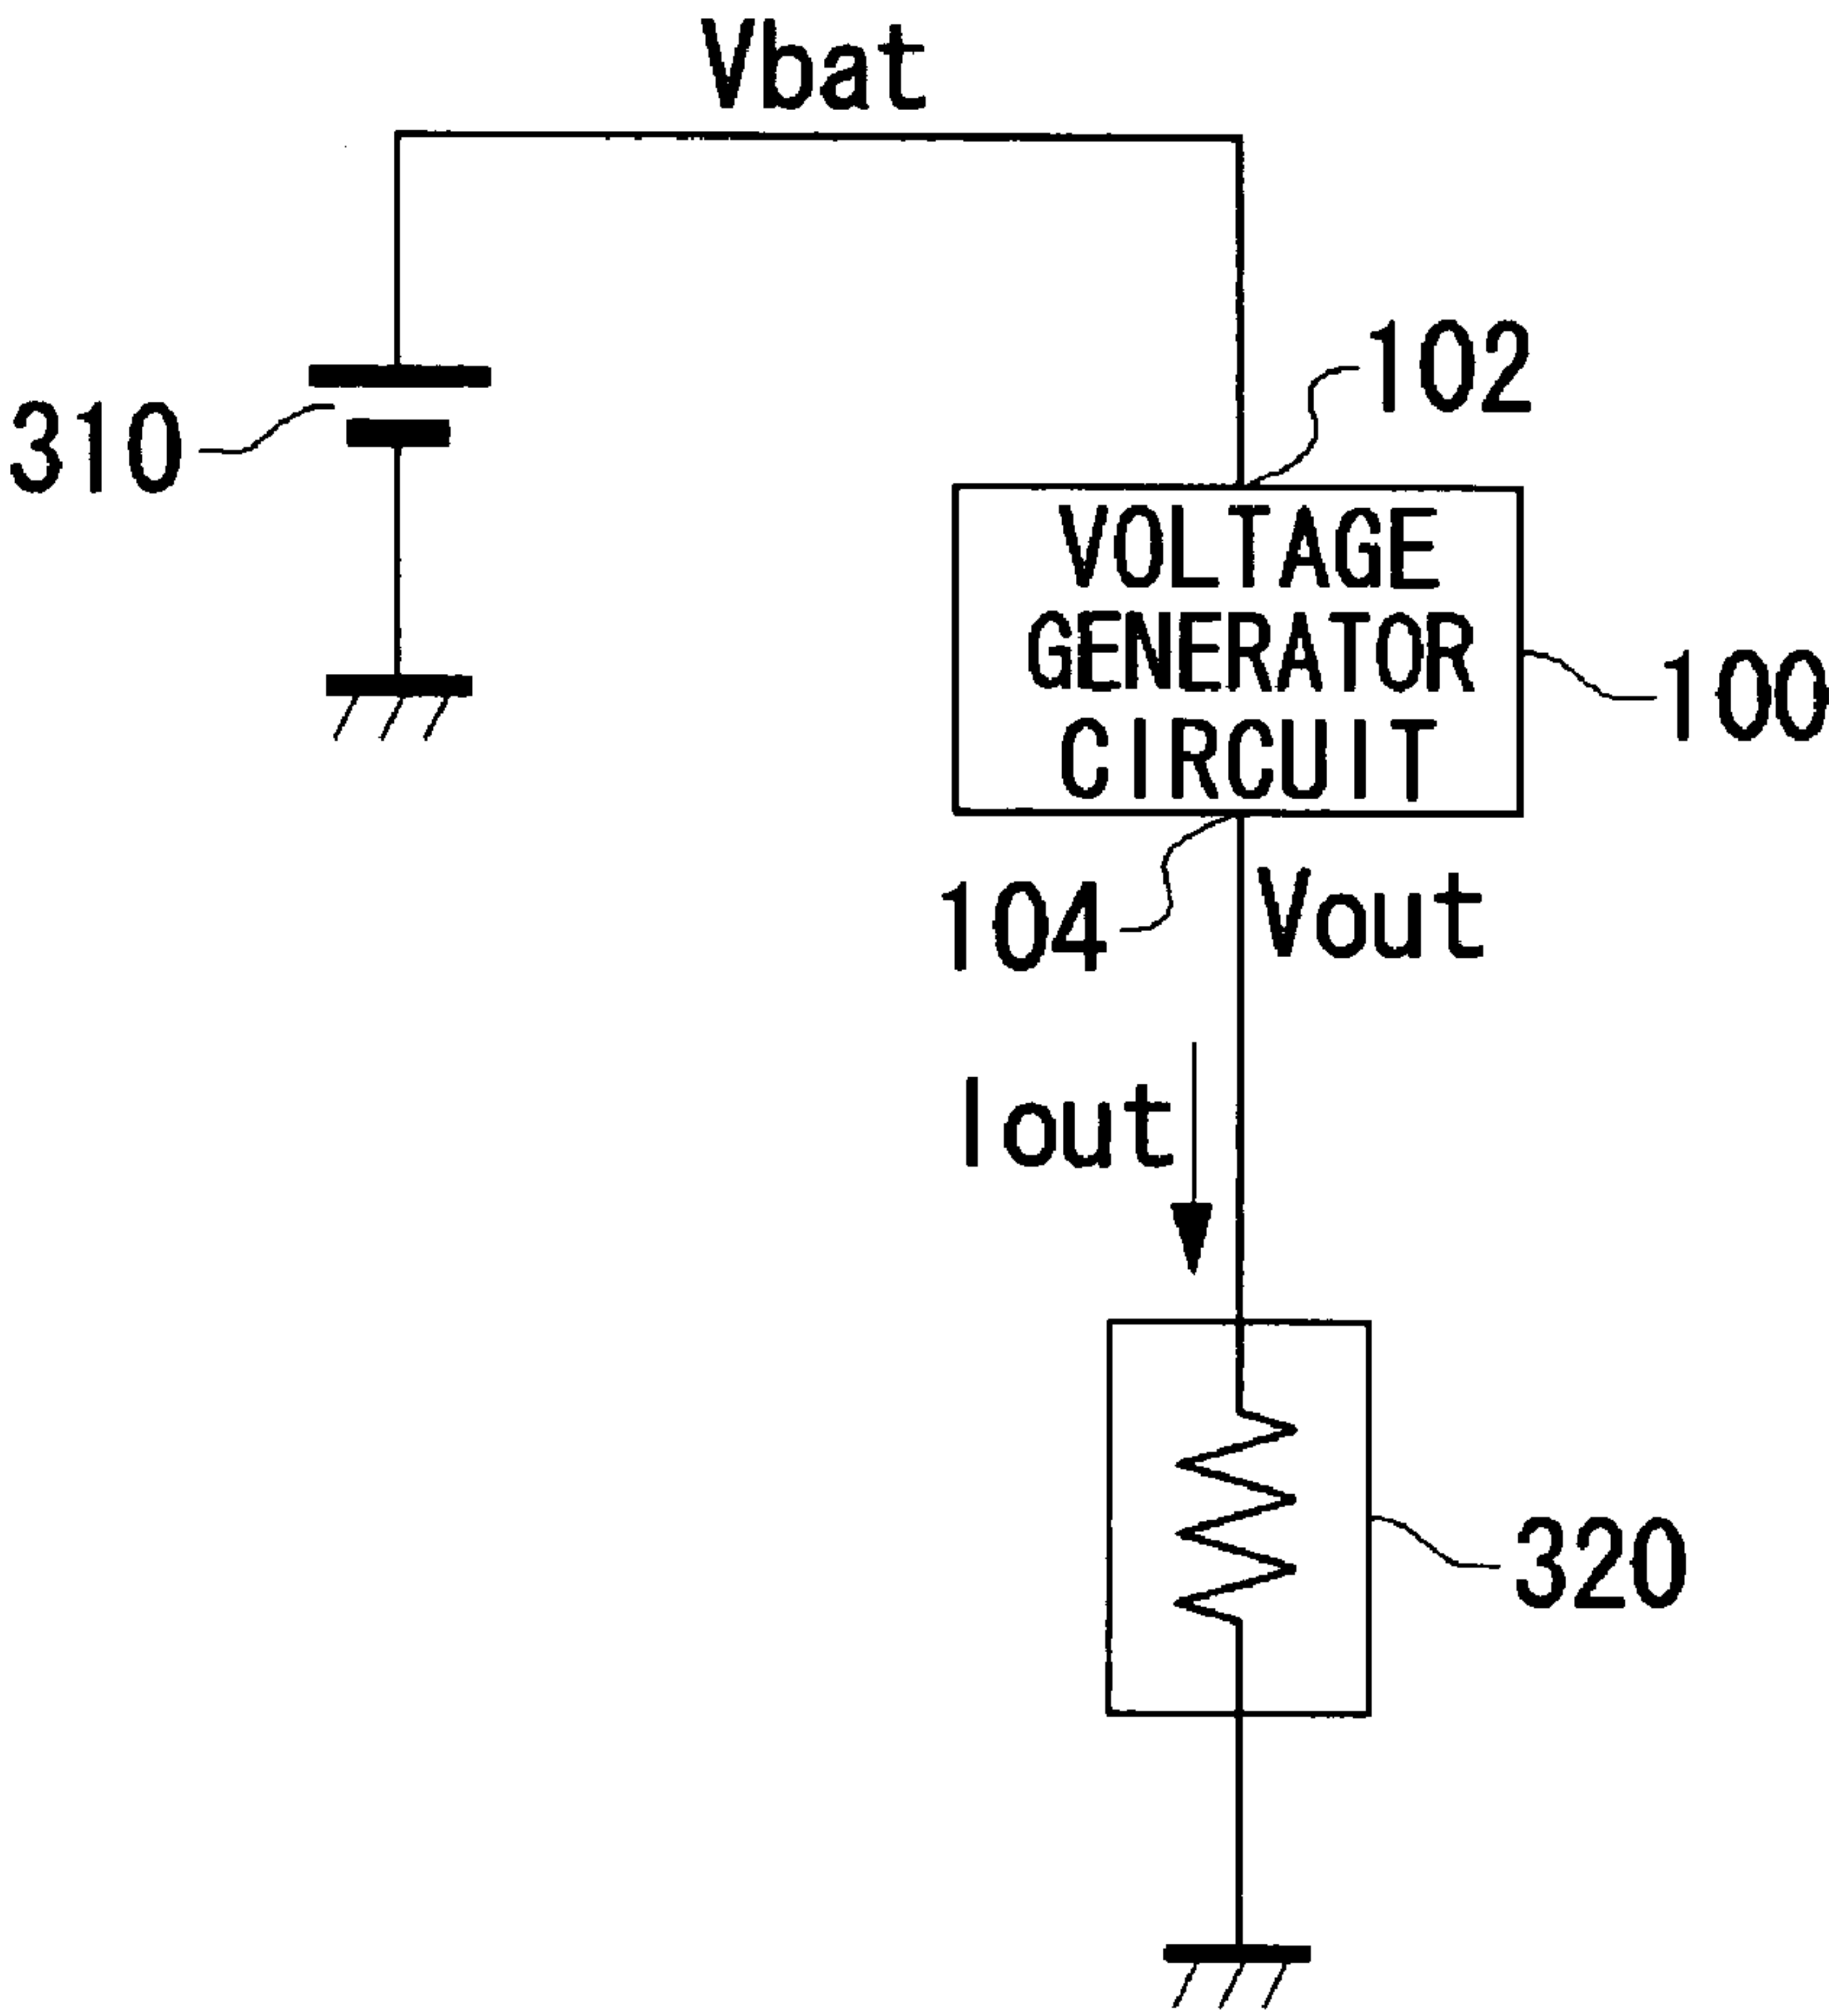 Vbat
102
310
VOLTAGE
GENERATOR
CIRCUIT
100
104
Vout
Iout
320